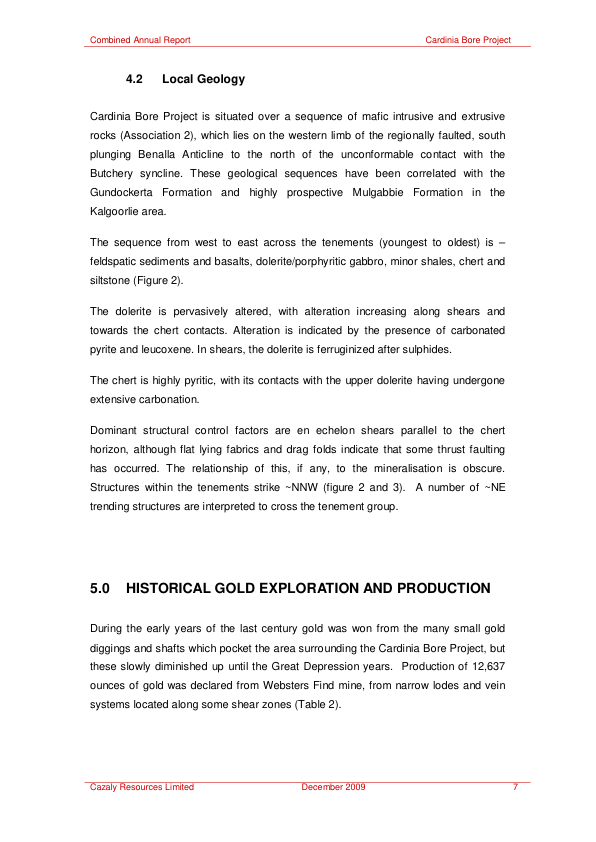 Combined Annual Report Cardinia Bore Project
4.2 Local Geology
Cardinia Bore Project is situated over a sequence of mafic intrusive and extrusive
rocks (Association 2), which lies on the western limb of the regionally faulted, south
plunging Benalla Anticline to the north of the unconformable contact with the
Butchery syncline. These geological sequences have been correlated with the
Gundockerta Formation and highly prospective Mulgabbie Formation in the
Kalgoorlie area.
The sequence from west to east across the tenements (youngest to oldest) is –
feldspatic sediments and basalts, dolerite/porphyritic gabbro, minor shales, chert and
siltstone (Figure 2).
The dolerite is pervasively altered, with alteration increasing along shears and
towards the chert contacts. Alteration is indicated by the presence of carbonated
pyrite and leucoxene. In shears, the dolerite is ferruginized after sulphides.
The chert is highly pyritic, with its contacts with the upper dolerite having undergone
extensive carbonation.
Dominant structural control factors are en echelon shears parallel to the chert
horizon, although flat lying fabrics and drag folds indicate that some thrust faulting
has occurred. The relationship of this, if any, to the mineralisation is obscure.
Structures within the tenements strike ~NNW (figure 2 and 3). A number of ~NE
trending structures are interpreted to cross the tenement group.
5.0 HISTORICAL GOLD EXPLORATION AND PRODUCTION
During the early years of the last century gold was won from the many small gold
diggings and shafts which pocket the area surrounding the Cardinia Bore Project, but
these slowly diminished up until the Great Depression years. Production of 12,637
ounces of gold was declared from Websters Find mine, from narrow lodes and vein
systems located along some shear zones (Table 2).
Cazaly Resources Limited December 2009 7